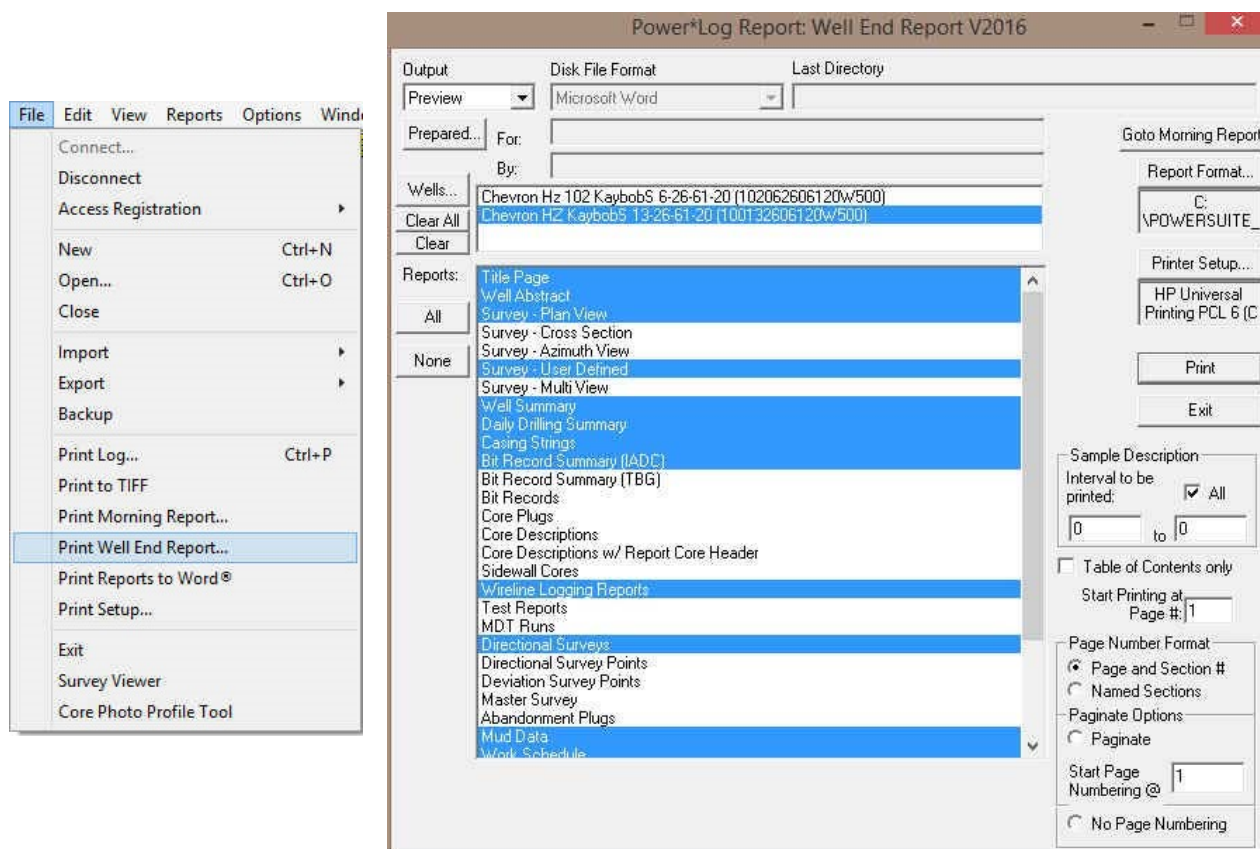 File Edit View Reports Options Wind
Connect...
Disconnect
Access Registration
New Ctrl+N
Open... Ctrl+O
Close
Import
Export
Backup
Print Log... Ctrl+P
Print to TIFF
Print Morning Report...
Print Well End Report...
Print Reports to Word®
Print Setup...
Exit
Survey Viewer
Core Photo Profile Tool
Power*Log Report: Well End Report V2016
Output Disk File Format Last Directory
Preview Microsoft Word
Prepared... For:
By:
Wells...
Clear All
Clear
Chevron Hz 102 KaybobS 6-26-61-20 (102062606120W500)
Chevron HZ KaybobS 13-26-61-20 (100132606120W500)
Reports:
All
None
Title Page
Well Abstract
Survey - Plan View
Survey - Cross Section
Survey - Azimuth View
Survey - User Defined
Survey - Multi View
Well Summary
Daily Drilling Summary
Casing Strings
Bit Record Summary (IADC)
Bit Record Summary (TBG)
Bit Records
Core Plugs
Core Descriptions
Core Descriptions w/ Report Core Header
Sidewall Cores
Wireline Logging Reports
Test Reports
MDT Runs
Directional Surveys
Directional Survey Points
Deviation Survey Points
Master Survey
Abandonment Plugs
Mud Data
Work Schedule
Goto Morning Report
Report Format...
C:
\POWERSUITE_
Printer Setup...
HP Universal
Printing PCL 6 (C
Print
Exit
Sample Description
Interval to be
printed: All
0 to 0
Table of Contents only
Start Printing at
Page #: 1
Page Number Format
Page and Section #
Named Sections
Paginate Options
Paginate
Start Page
Numbering @ 1
No Page Numbering